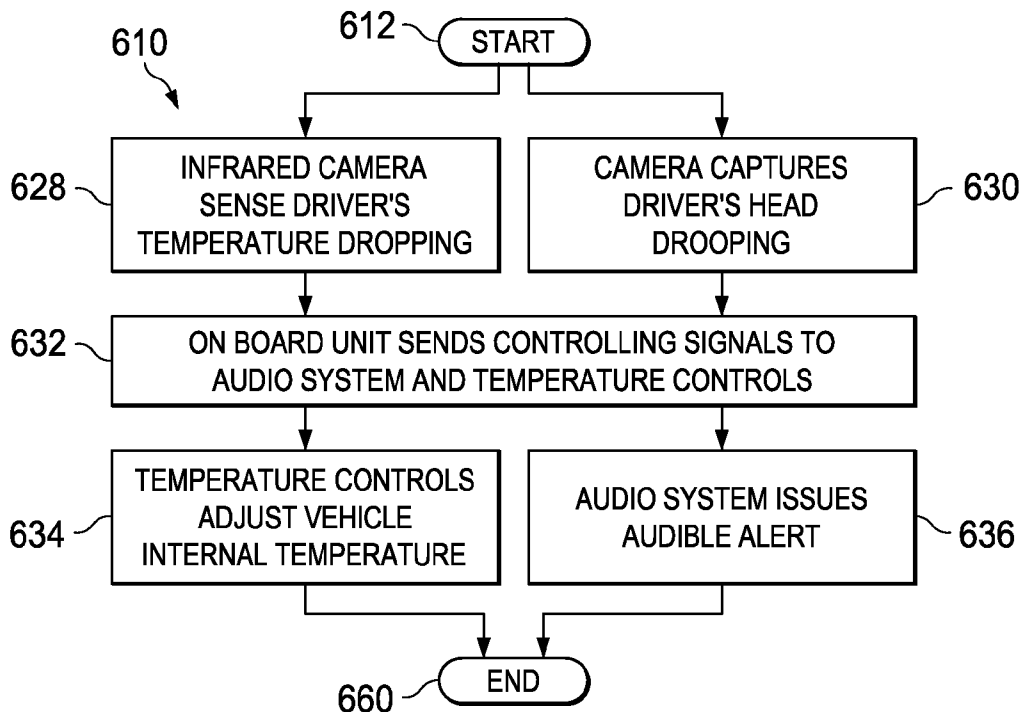 612
START
610
628
INFRARED CAMERA
SENSE DRIVER'S
TEMPERATURE DROPPING
CAMERA CAPTURES
DRIVER'S HEAD
DROOPING
630
632
ON BOARD UNIT SENDS CONTROLLING SIGNALS TO
AUDIO SYSTEM AND TEMPERATURE CONTROLS
634
TEMPERATURE CONTROLS
ADJUST VEHICLE
INTERNAL TEMPERATURE
AUDIO SYSTEM ISSUES
AUDIBLE ALERT
636
660
END